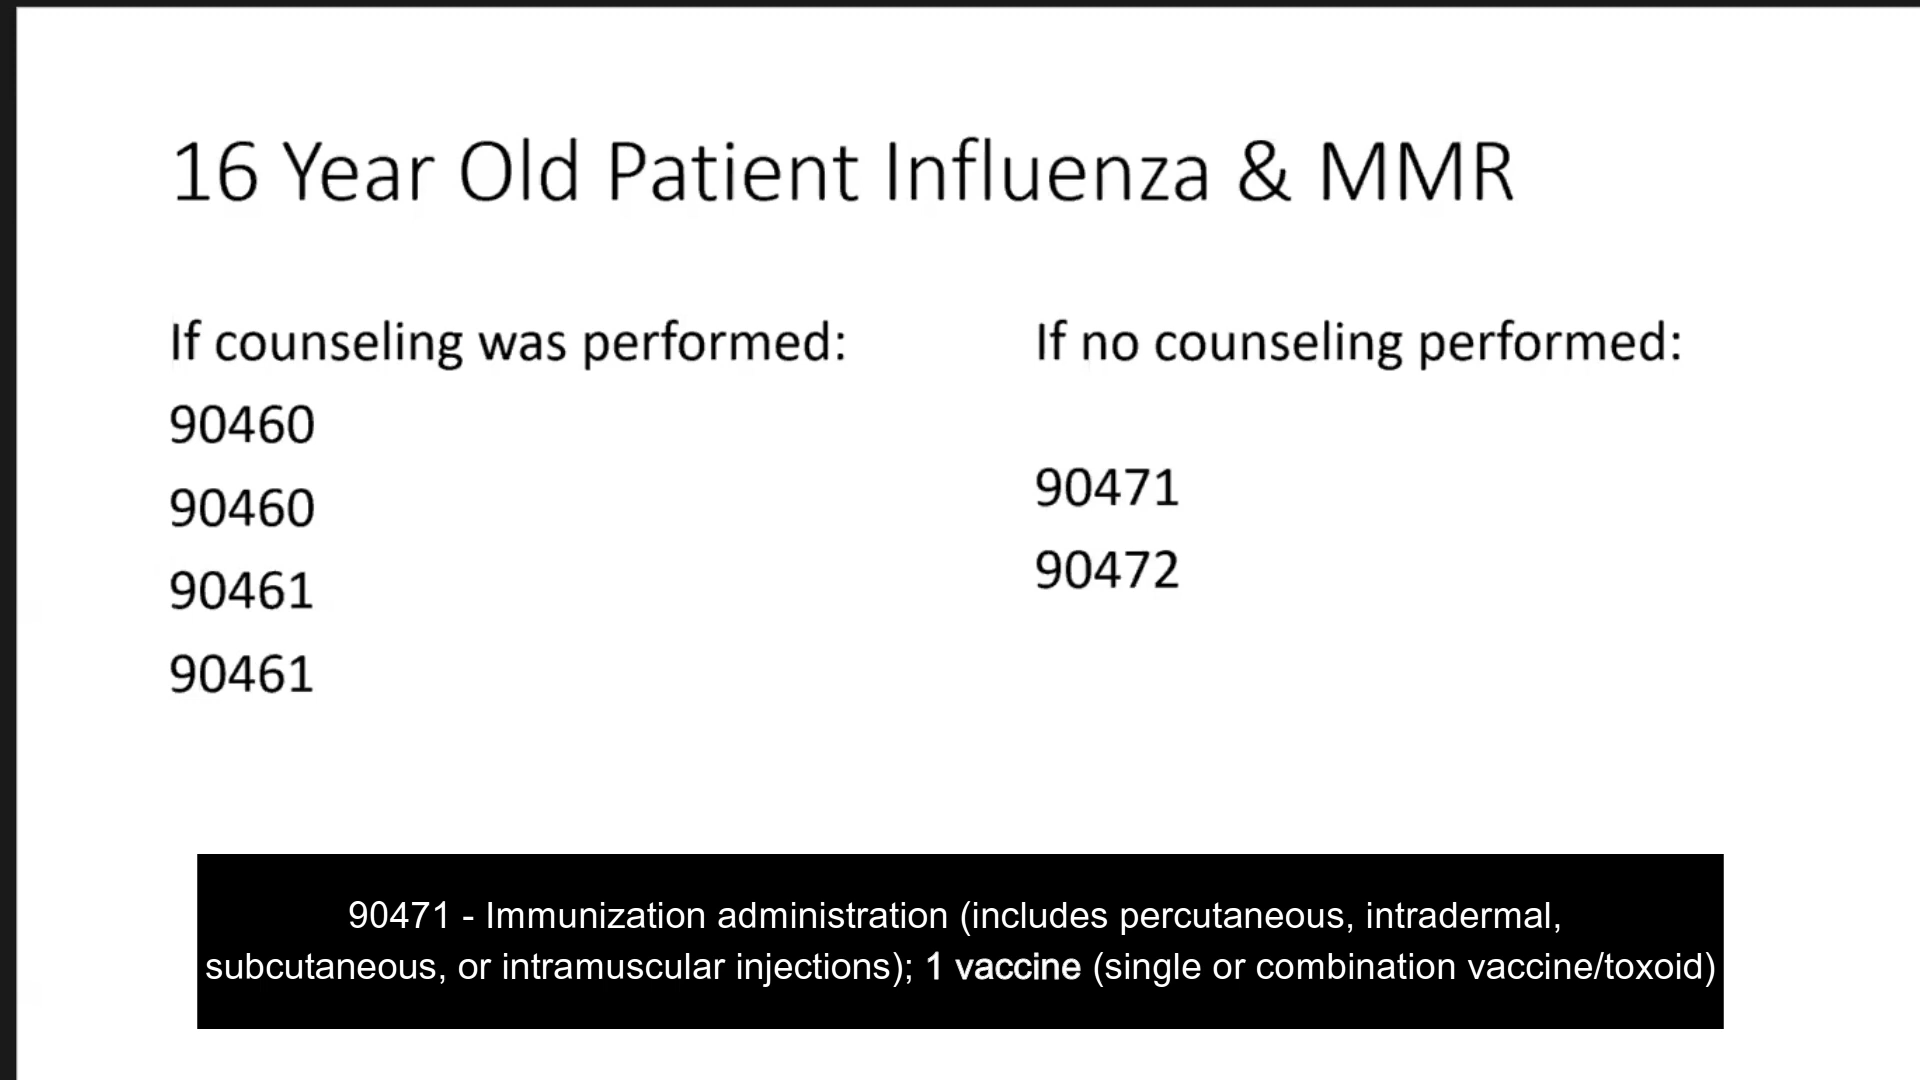 16 Year Old Patient Influenza & MMR
If counseling was performed:
90460
90460
90461
90461
If no counseling performed:
90471
90472
90471 - Immunization administration (includes percutaneous, intradermal,
subcutaneous, or intramuscular injections); 1 vaccine (single or combination vaccine/toxoid)